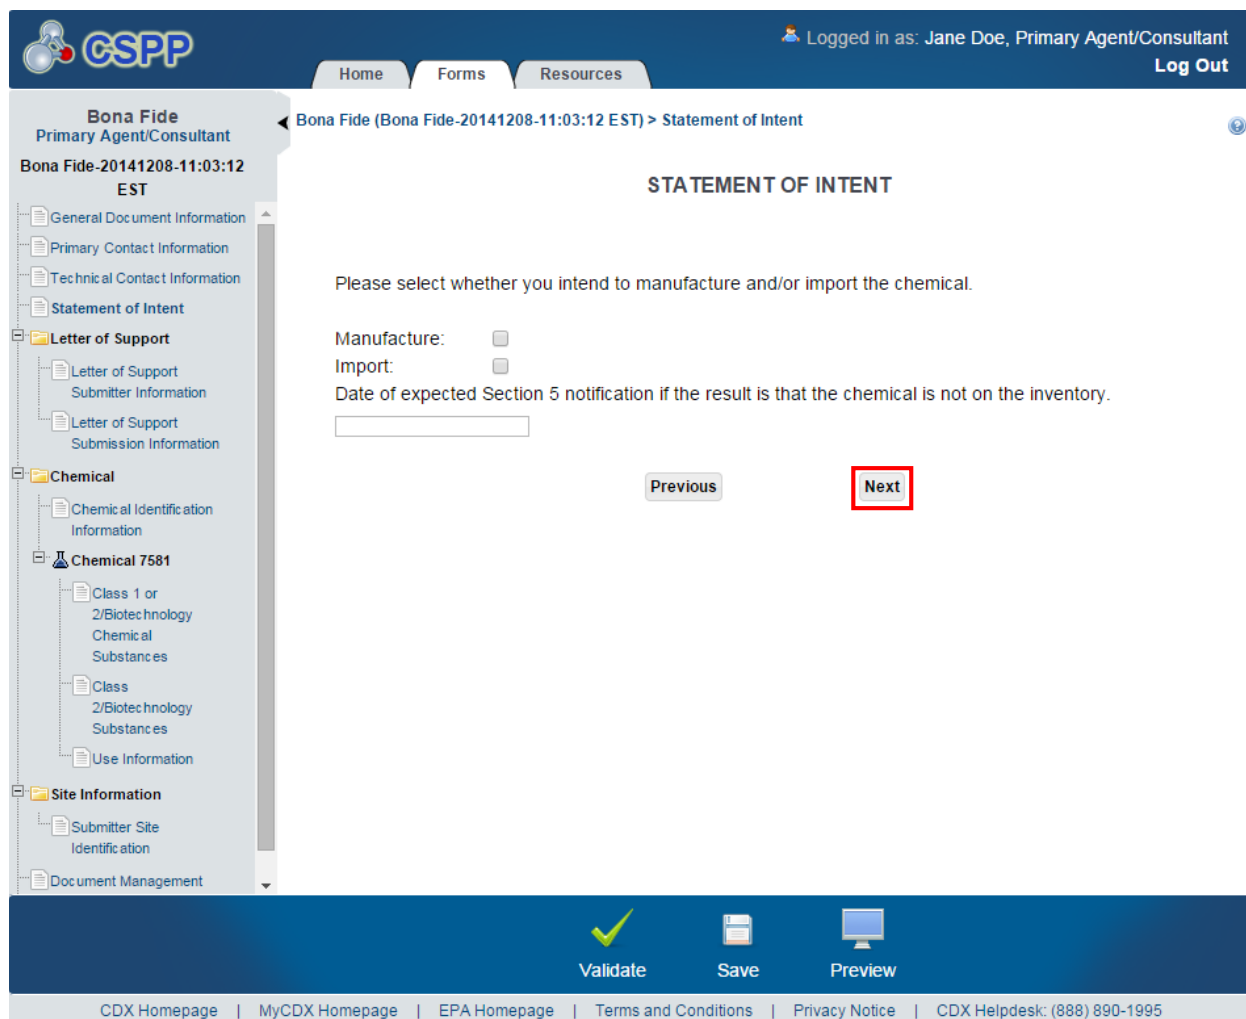 CSPP
Logged in as: Jane Doe, Primary Agent/Consultant
Log Out
Home
Forms
Resources
Bona Fide
Primary Agent/Consultant
Bona Fide-20141208-11:03:12
EST
General Document Information
Primary Contact Information
Technical Contact Information
Statement of Intent
Letter of Support
Letter of Support
Submitter Information
Letter of Support
Submission Information
Chemical
Chemical Identification
Information
Chemical 7581
Class 1 or
2/Biotechnology
Chemical
Substances
Class
2/Biotechnology
Substances
Use Information
Site Information
Submitter Site
Identification
Document Management
Bona Fide (Bona Fide-20141208-11:03:12 EST) > Statement of Intent
STATEMENT OF INTENT
Please select whether you intend to manufacture and/or import the chemical.
Manufacture:
Import:
Date of expected Section 5 notification if the result is that the chemical is not on the inventory.
Previous
Next
Validate
Save
Preview
CDX Homepage | MyCDX Homepage | EPA Homepage | Terms and Conditions | Privacy Notice | CDX Helpdesk: (888) 890-1995